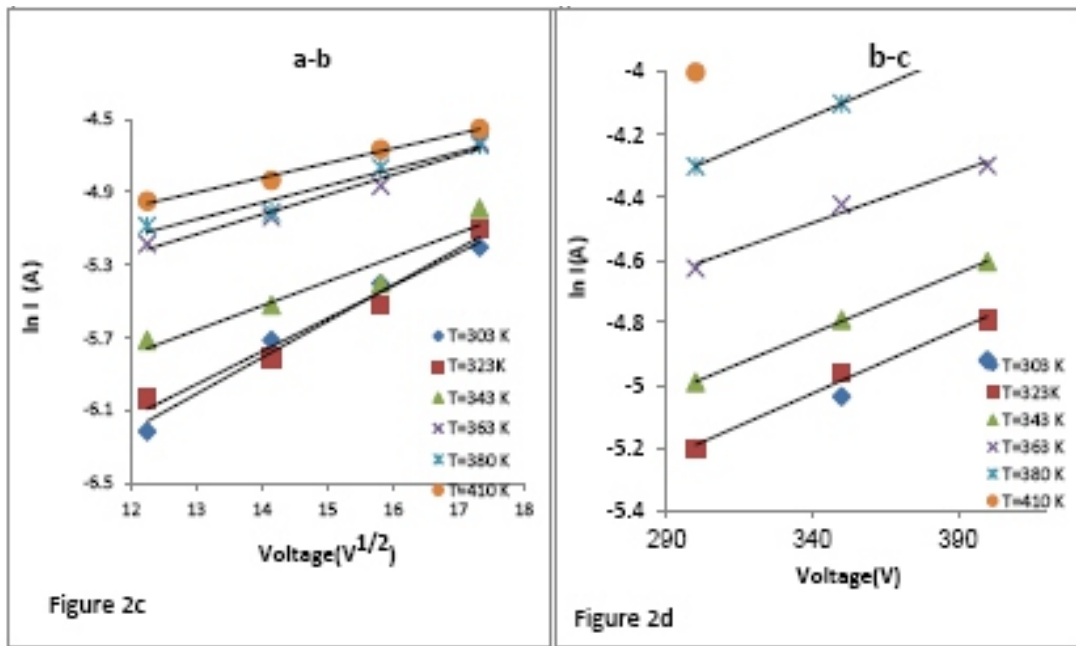 a-b
-4.5
-4.9
-5.3
-5.7
-6.1
-6.5
ln I (A)
12 13 14 15 16 17 18
Voltage(V1/2)
T=303 K
T=323K
T=343 K
T=363 K
T=380 K
T=410 K
Figure 2c
b-c
-4
-4.2
-4.4
-4.6
-4.8
-5
-5.2
-5.4
ln I(A)
290 340 390
Voltage(V)
T=303 K
T=323K
T=343 K
T=363 K
T=380 K
T=410 K
Figure 2d